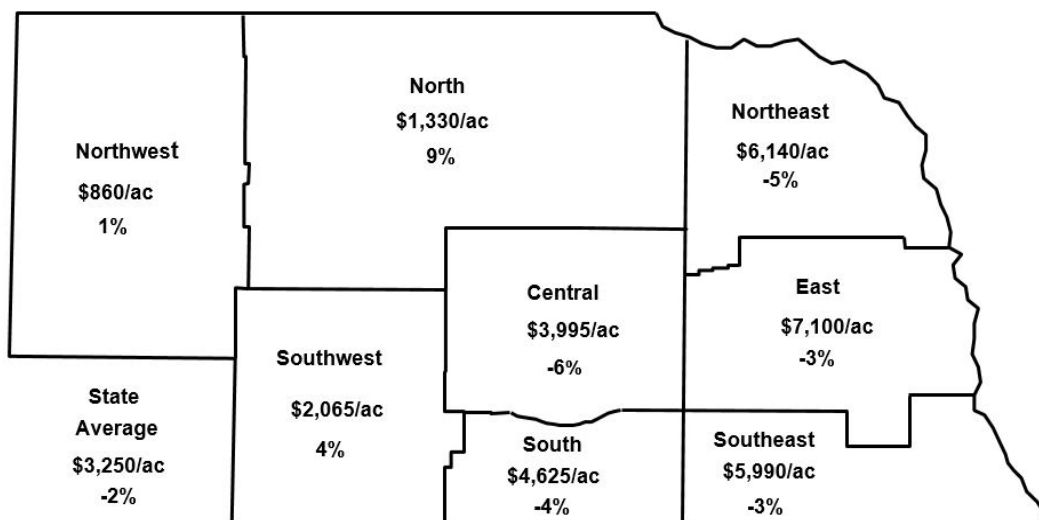 North
$1,330/ac
9%
Northeast
$6,140/ac
-5%
Northwest
$860/ac
1%
Central
$3,995/ac
-6%
East
$7,100/ac
-3%
Southwest
$2,065/ac
4%
State
Average
$3,250/ac
-2%
South
$4,625/ac
-4%
Southeast
$5,990/ac
-3%